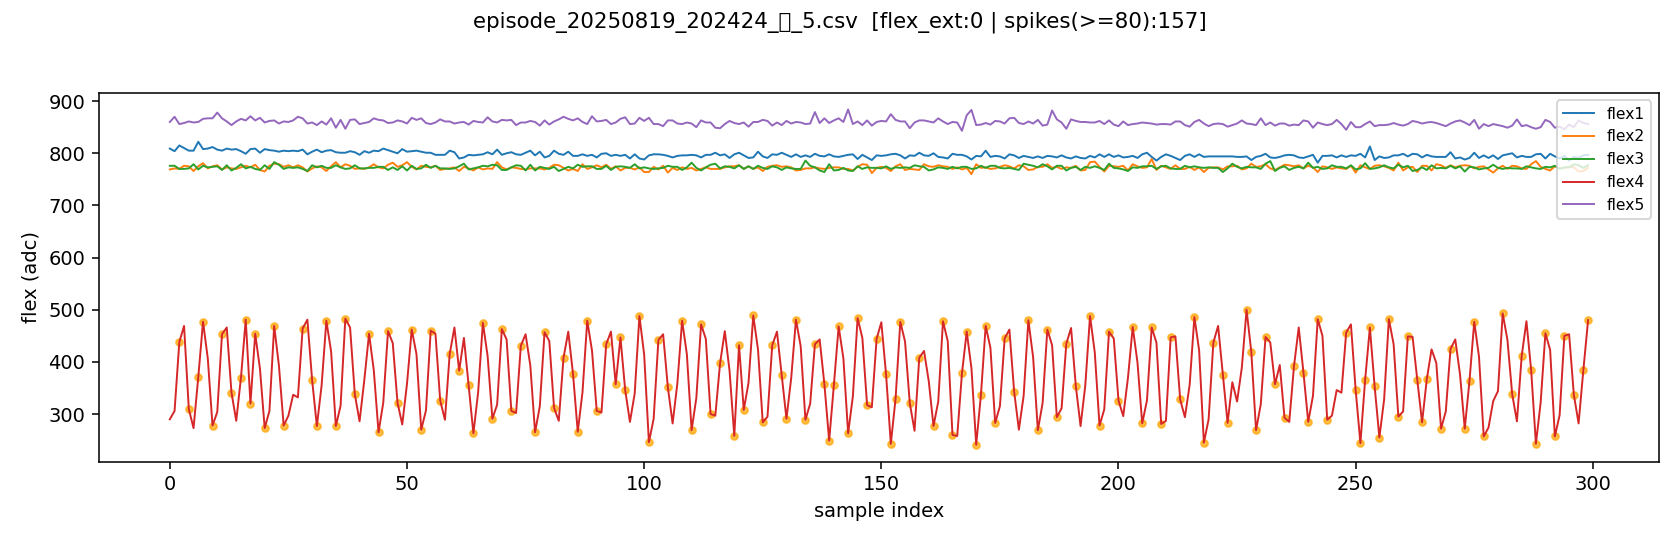 episode_20250819_202424_▯_5.csv [flex_ext:0 | spikes(>=80):157]
flex (adc)
900
800
700
600
500
400
300
flex1
flex2
flex3
flex4
flex5
0 50 100 150 200 250 300
sample index